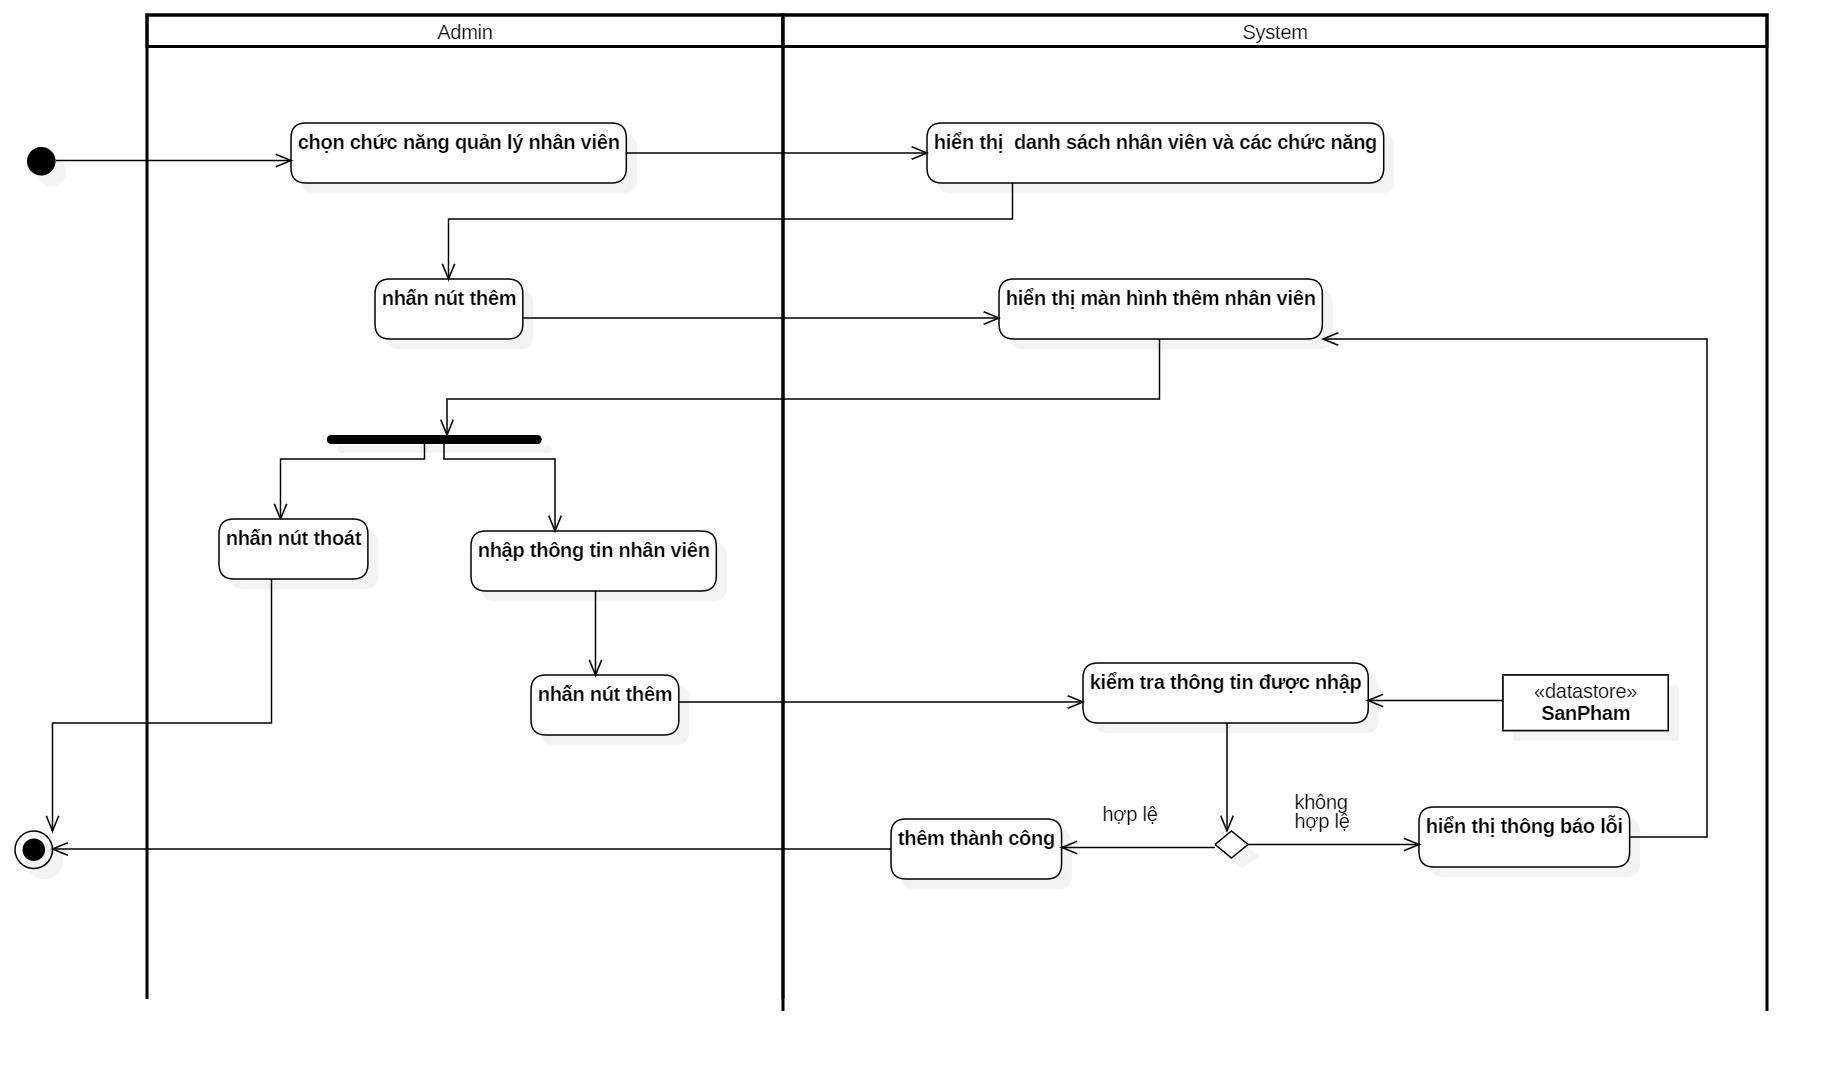 Admin
System
chọn chức năng quản lý nhân viên
hiển thị  danh sách nhân viên và các chức năng
nhấn nút thêm
hiển thị màn hình thêm nhân viên
nhấn nút thoát
nhập thông tin nhân viên
nhấn nút thêm
kiểm tra thông tin được nhập
«datastore»
SanPham
hợp lệ
không
hợp lệ
thêm thành công
hiển thị thông báo lỗi